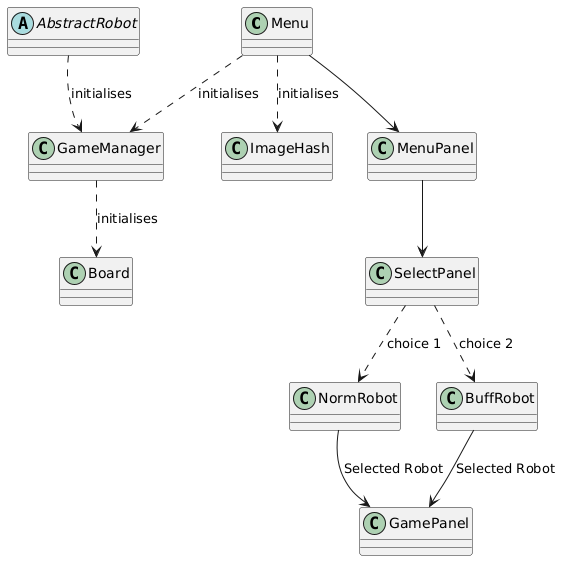 A AbstractRobot
C Menu
initialises
initialises
initialises
C GameManager
C ImageHash
C MenuPanel
initialises
C Board
C SelectPanel
choice 1
choice 2
C NormRobot
C BuffRobot
Selected Robot
Selected Robot
C GamePanel